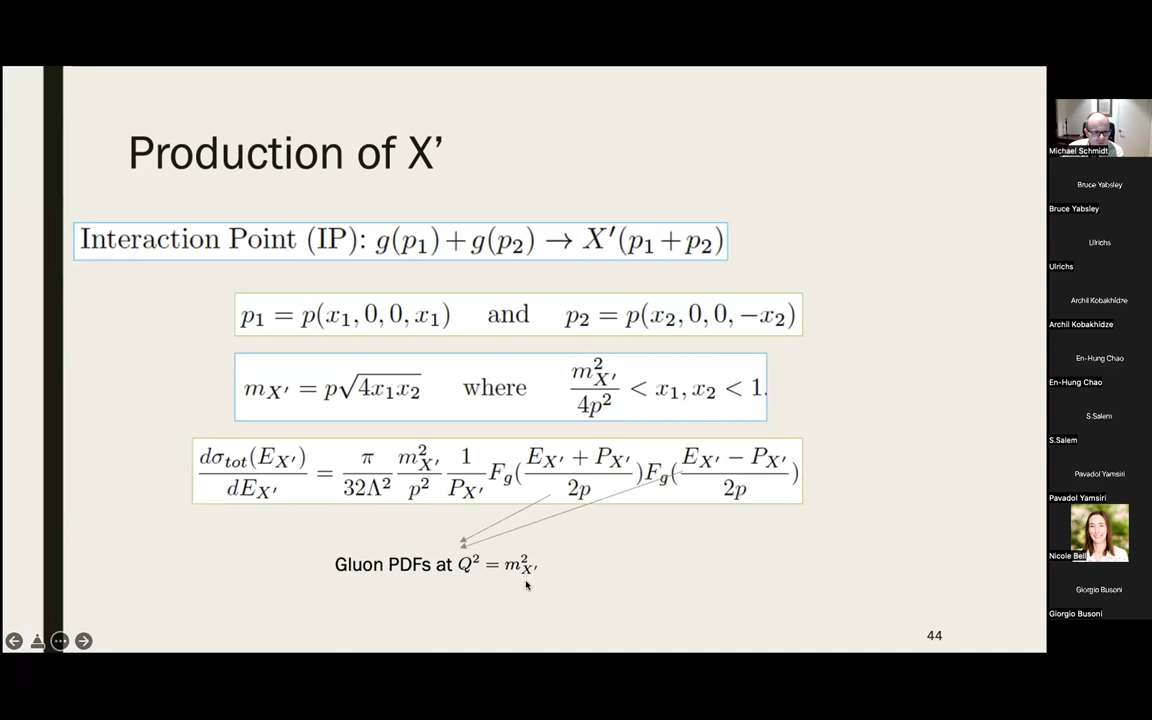 Production of X’
Interaction Point (IP): g(p₁)+g(p₂) → X′(p₁+p₂)
p₁ = p(x₁, 0, 0, x₁) and p₂ = p(x₂, 0, 0, −x₂)
m_X′ = p√(4x₁x₂) where m²_X′/4p² < x₁, x₂ < 1.
dσ_tot(E_X′)/dE_X′ = π/32Λ² m²_X′/p² 1/P_X′ F_g((E_X′ + P_X′)/2p)F_g((E_X′ − P_X′)/2p)
Gluon PDFs at Q² = m²_X′
44
Michael Schmidt
Bruce Yabsley
Bruce Yabsley
Ulrichs
Ulrichs
Archil Kobakhidze
Archil Kobakhidze
En-Hung Chao
En-Hung Chao
S.Salem
S.Salem
Pavadol Yamsiri
Pavadol Yamsiri
Nicole Bell
Giorgio Busoni
Giorgio Busoni